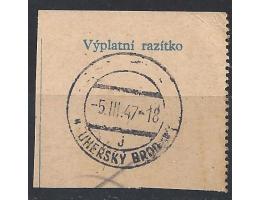 Výplatní razítko
-5.III.47-18
J
UHERSKÝ BROD